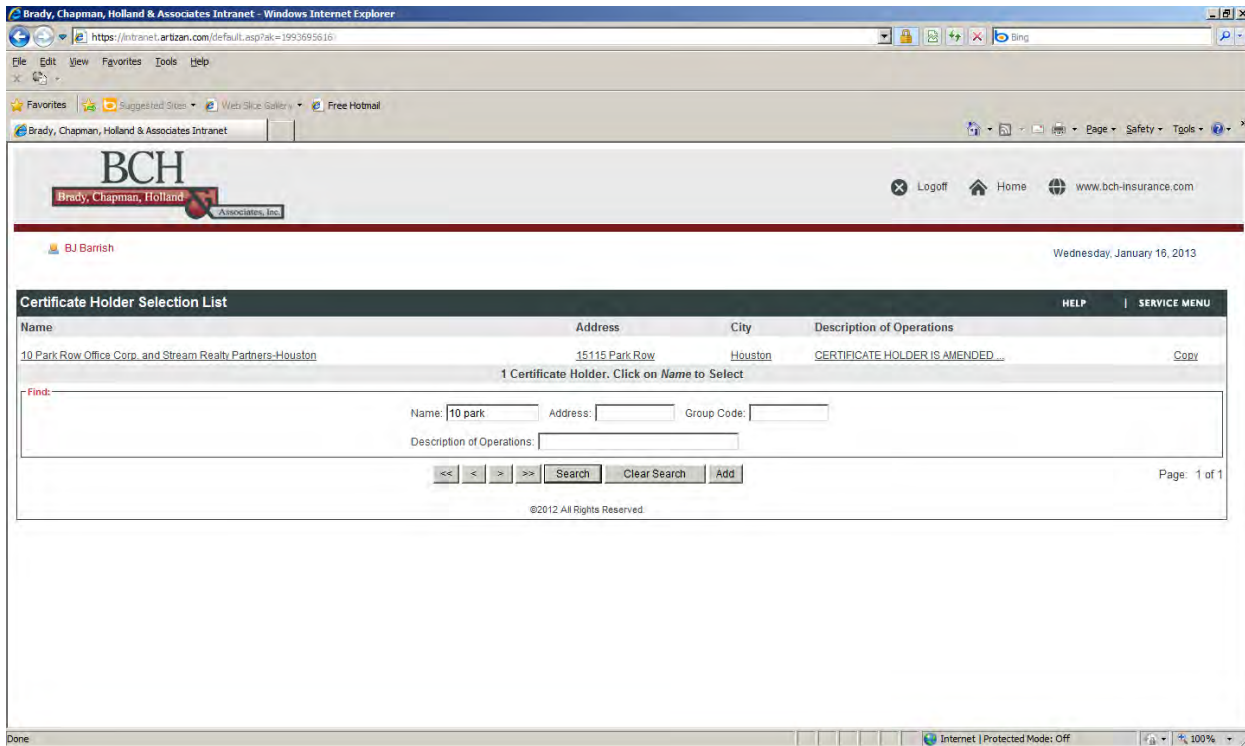 Brady, Chapman, Holland & Associates Intranet - Windows Internet Explorer
https://intranet.artizan.com/default.asp?ak=1993695616
Bing
File Edit View Favorites Tools Help
Favorites Suggested Sites Web Slice Gallery Free Hotmail
Brady, Chapman, Holland & Associates Intranet
Page Safety Tools
BCH
Brady, Chapman, Holland &
Associates, Inc.
Logoff Home www.bch-insurance.com
BJ Barrish
Wednesday, January 16, 2013
Certificate Holder Selection List HELP | SERVICE MENU
Name Address City Description of Operations
10 Park Row Office Corp. and Stream Realty Partners-Houston 15115 Park Row Houston CERTIFICATE HOLDER IS AMENDED ... Copy
1 Certificate Holder. Click on Name to Select
Find:
Name: 10 park Address: Group Code:
Description of Operations:
<< < > >> Search Clear Search Add Page: 1 of 1
©2012 All Rights Reserved
Done Internet | Protected Mode: Off 100%